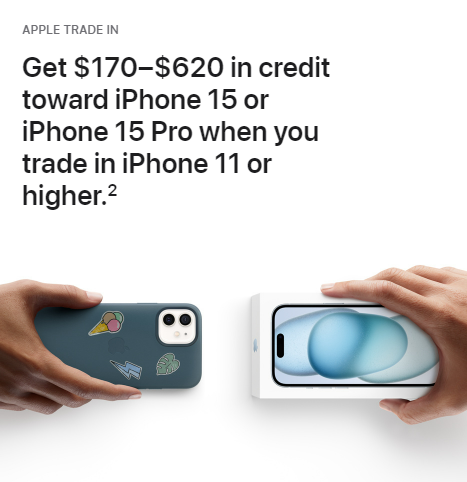 APPLE TRADE IN
Get $170–$620 in credit
toward iPhone 15 or
iPhone 15 Pro when you
trade in iPhone 11 or
higher.²